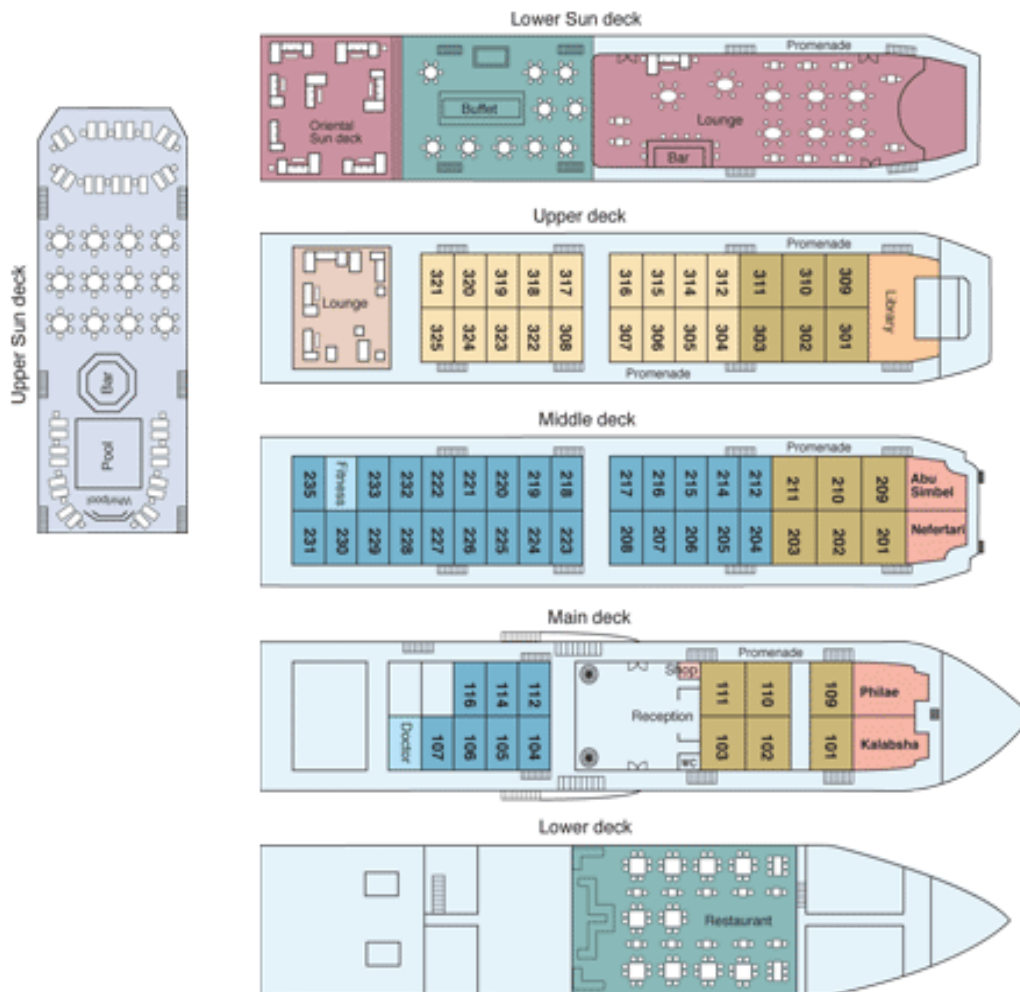 Lower Sun deck
Promenade
Oriental
Sun deck
Buffet
Lounge
Bar
Upper Sun deck
Bar
Pool
Whirlpool
Upper deck
Promenade
Lounge
321 320 319 318 317 316 315 314 312 311 310 309
Library
325 324 323 322 308 307 306 305 304 303 302 301
Promenade
Middle deck
Promenade
235 Fitness 233 232 222 221 220 219 218 217 216 215 214 212 211 210 209
Abu
Simbel
231 230 229 228 227 226 225 224 223 208 207 206 205 204 203 202 201
Nefertari
Main deck
Promenade
116 114 112
Shop
111 110 109
Philae
Reception
Doctor
107 106 105 104
WC
103 102 101
Kalabsha
Lower deck
Restaurant